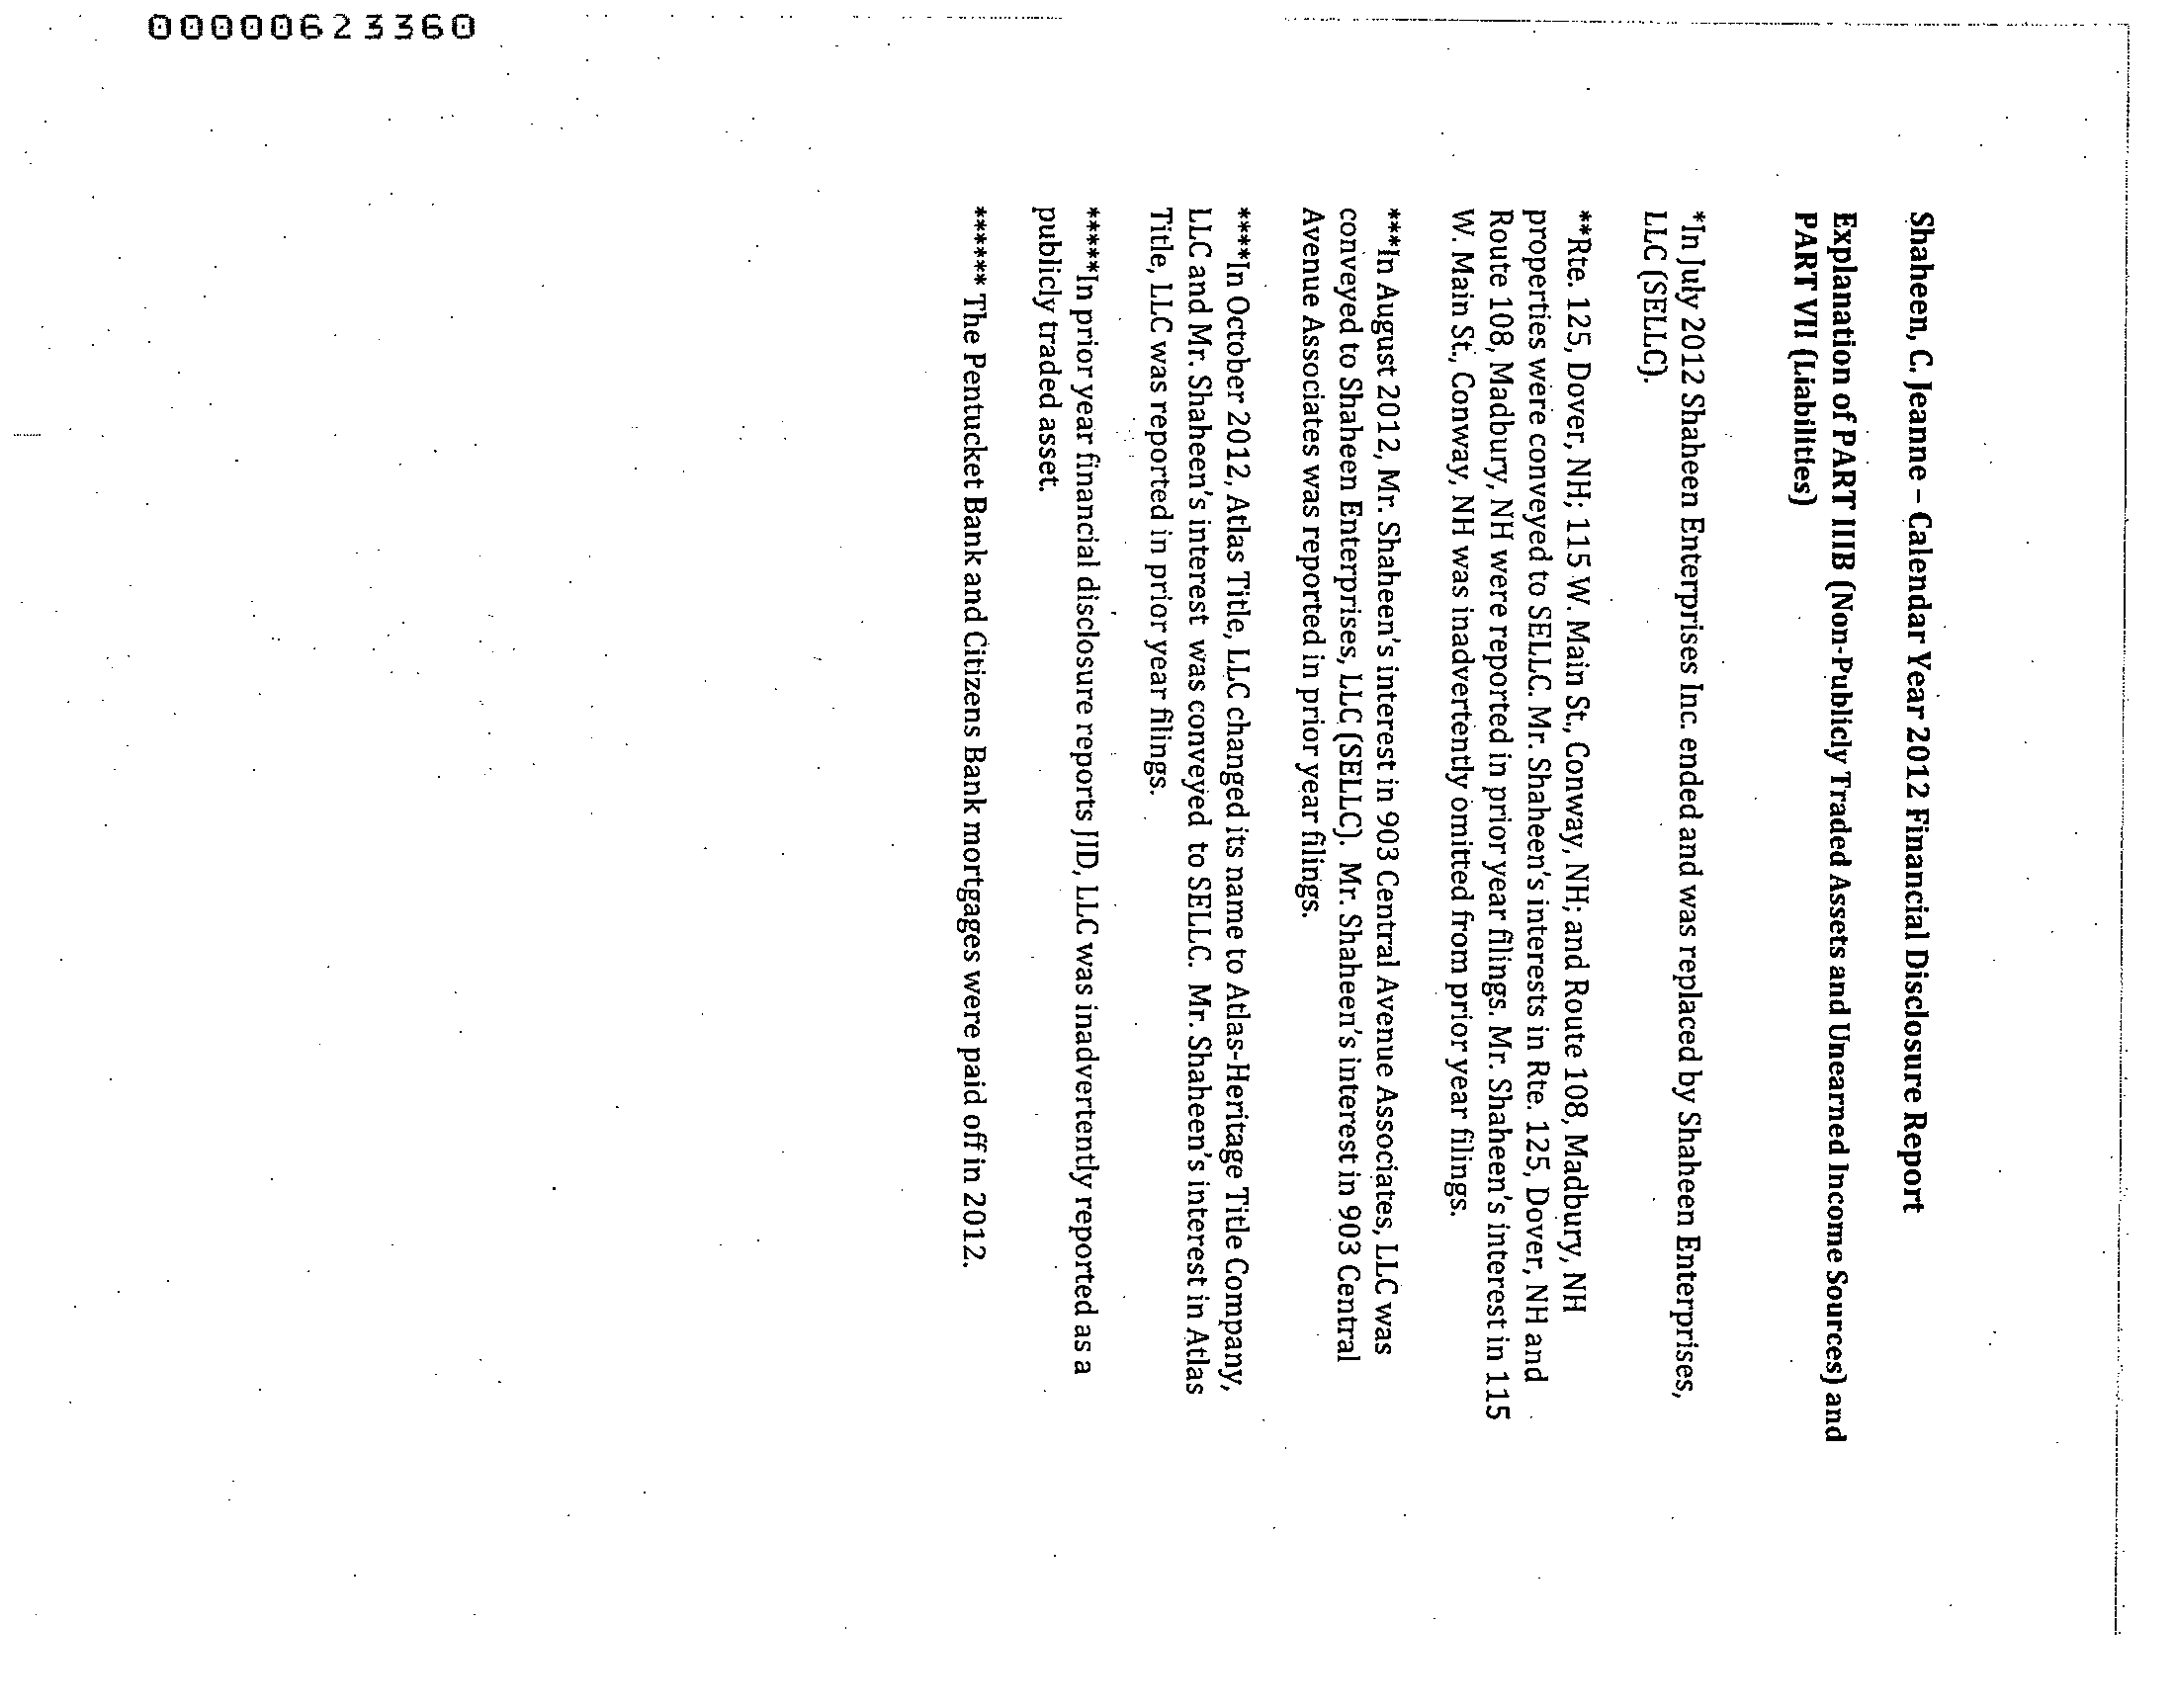 00000623360
Shaheen, C. Jeanne – Calendar Year 2012 Financial Disclosure Report
Explanation of PART IIIB (Non-Publicly Traded Assets and Unearned Income Sources) and
PART VII (Liabilities)
*In July 2012 Shaheen Enterprises Inc. ended and was replaced by Shaheen Enterprises,
LLC (SELLC).
**Rte. 125, Dover, NH; 115 W. Main St., Conway, NH; and Route 108, Madbury, NH
properties were conveyed to SELLC. Mr. Shaheen's interests in Rte. 125, Dover, NH and
Route 108, Madbury, NH were reported in prior year filings. Mr. Shaheen's interest in 115
W. Main St., Conway, NH was inadvertently omitted from prior year filings.
***In August 2012, Mr. Shaheen's interest in 903 Central Avenue Associates, LLC was
conveyed to Shaheen Enterprises, LLC (SELLC). Mr. Shaheen's interest in 903 Central
Avenue Associates was reported in prior year filings.
****In October 2012, Atlas Title, LLC changed its name to Atlas-Heritage Title Company,
LLC and Mr. Shaheen's interest was conveyed to SELLC. Mr. Shaheen's interest in Atlas
Title, LLC was reported in prior year filings.
*****In prior year financial disclosure reports JID, LLC was inadvertently reported as a
publicly traded asset.
****** The Pentucket Bank and Citizens Bank mortgages were paid off in 2012.